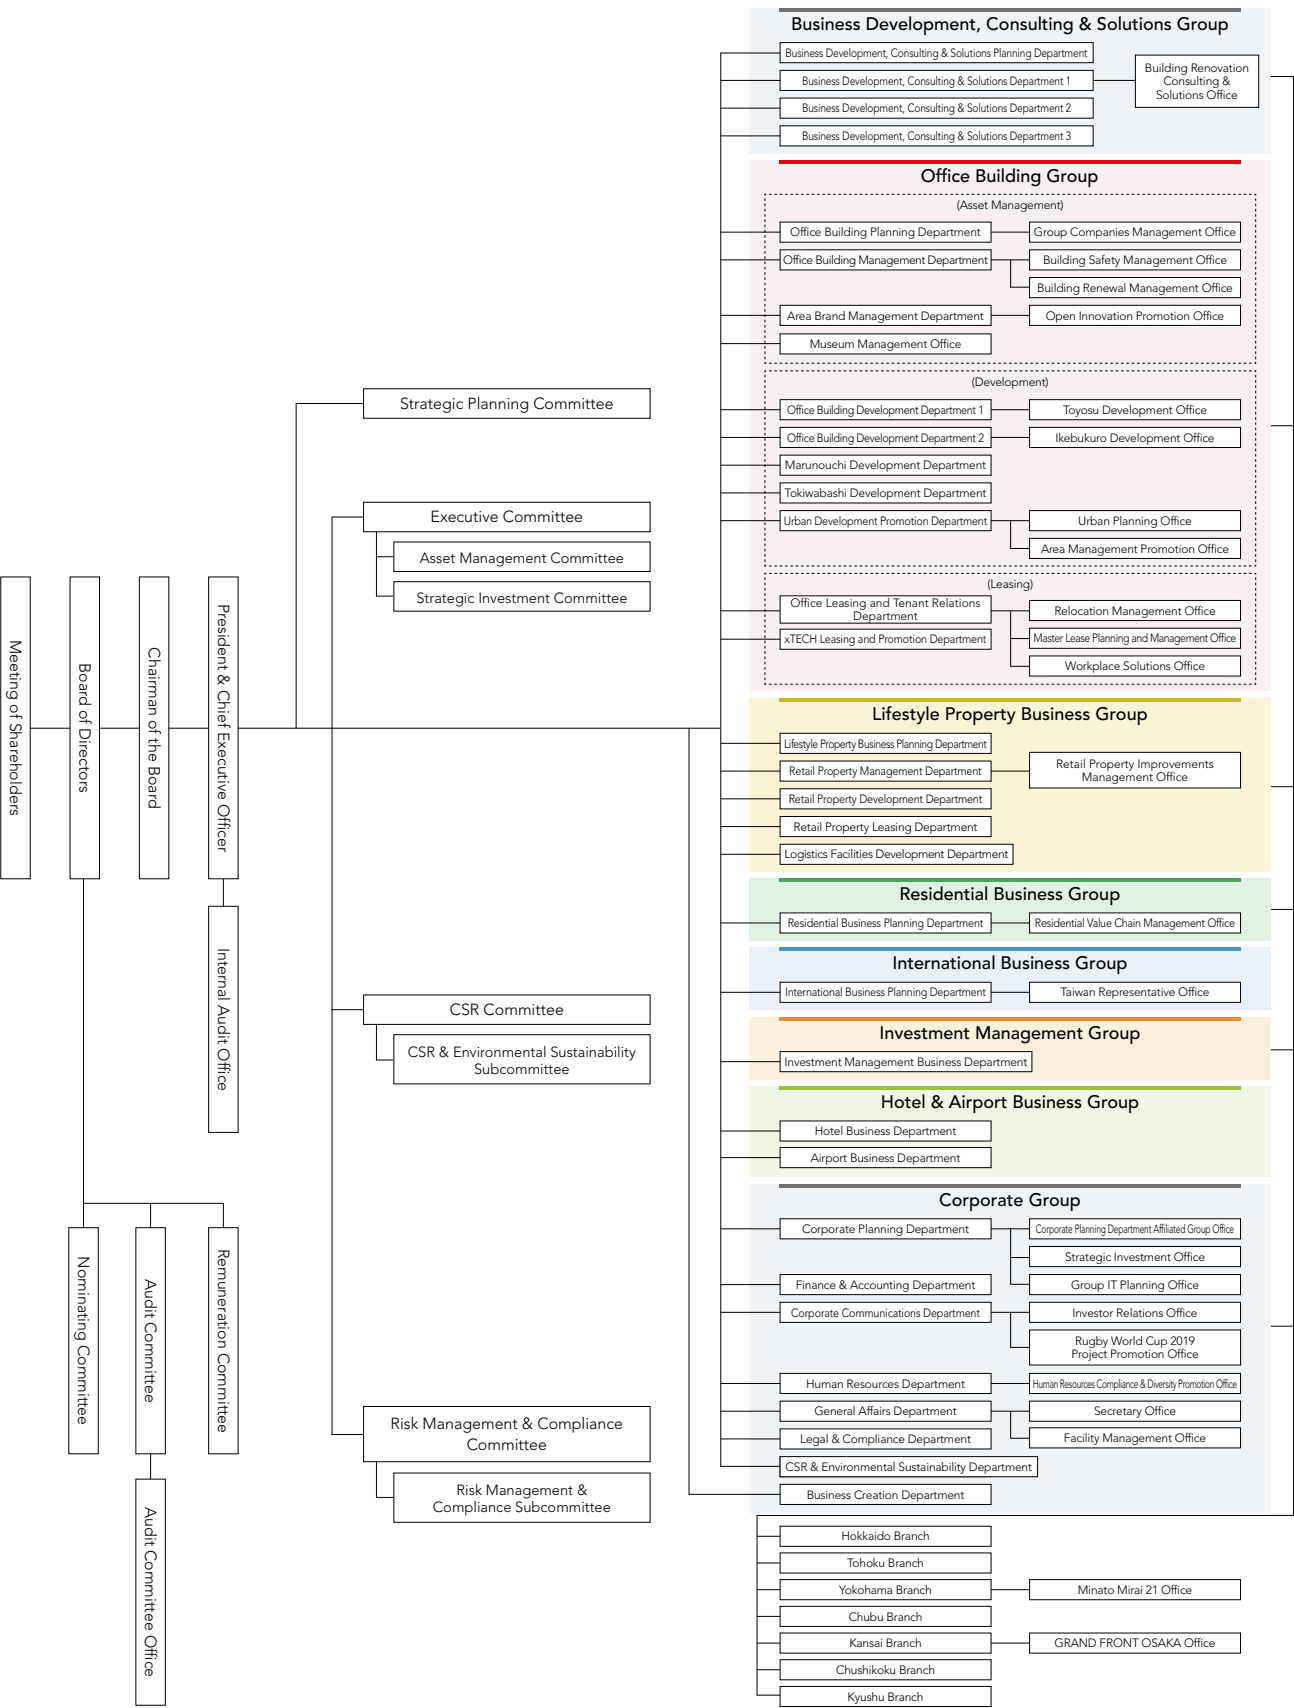 Meeting of Shareholders
Board of Directors
Chairman of the Board
President & Chief Executive Officer
Internal Audit Office
Nominating Committee
Audit Committee
Remuneration Committee
Audit Committee Office
Strategic Planning Committee
Executive Committee
Asset Management Committee
Strategic Investment Committee
CSR Committee
CSR & Environmental Sustainability
Subcommittee
Risk Management & Compliance
Committee
Risk Management &
Compliance Subcommittee
Business Development, Consulting & Solutions Group
Business Development, Consulting & Solutions Planning Department
Business Development, Consulting & Solutions Department 1
Building Renovation
Consulting &
Solutions Office
Business Development, Consulting & Solutions Department 2
Business Development, Consulting & Solutions Department 3
Office Building Group
(Asset Management)
Office Building Planning Department
Group Companies Management Office
Office Building Management Department
Building Safety Management Office
Building Renewal Management Office
Area Brand Management Department
Open Innovation Promotion Office
Museum Management Office
(Development)
Office Building Development Department 1
Toyosu Development Office
Office Building Development Department 2
Ikebukuro Development Office
Marunouchi Development Department
Tokiwabashi Development Department
Urban Development Promotion Department
Urban Planning Office
Area Management Promotion Office
(Leasing)
Office Leasing and Tenant Relations
Department
Relocation Management Office
xTECH Leasing and Promotion Department
Master Lease Planning and Management Office
Workplace Solutions Office
Lifestyle Property Business Group
Lifestyle Property Business Planning Department
Retail Property Management Department
Retail Property Improvements
Management Office
Retail Property Development Department
Retail Property Leasing Department
Logistics Facilities Development Department
Residential Business Group
Residential Business Planning Department
Residential Value Chain Management Office
International Business Group
International Business Planning Department
Taiwan Representative Office
Investment Management Group
Investment Management Business Department
Hotel & Airport Business Group
Hotel Business Department
Airport Business Department
Corporate Group
Corporate Planning Department
Corporate Planning Department Affiliated Group Office
Strategic Investment Office
Group IT Planning Office
Finance & Accounting Department
Corporate Communications Department
Investor Relations Office
Rugby World Cup 2019
Project Promotion Office
Human Resources Department
Human Resources Compliance & Diversity Promotion Office
General Affairs Department
Secretary Office
Facility Management Office
Legal & Compliance Department
CSR & Environmental Sustainability Department
Business Creation Department
Hokkaido Branch
Tohoku Branch
Yokohama Branch
Minato Mirai 21 Office
Chubu Branch
Kansai Branch
GRAND FRONT OSAKA Office
Chushikoku Branch
Kyushu Branch